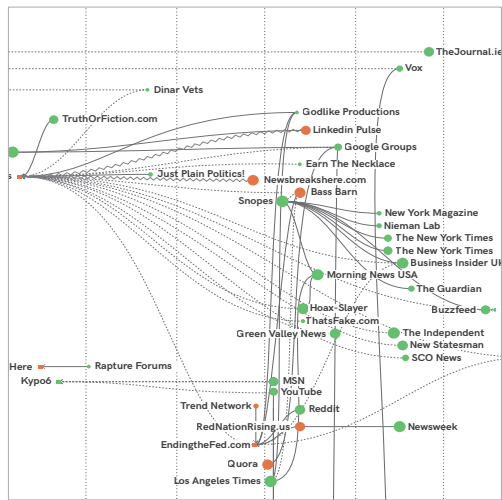 TheJournal.ie
Vox
Dinar Vets
Godlike Productions
TruthOrFiction.com
Linkedin Pulse
Google Groups
Earn The Necklace
s
Just Plain Politics!
Newsbreakshere.com
Bass Barn
Snopes
New York Magazine
Nieman Lab
The New York Times
The New York Times
Business Insider UK
Morning News USA
The Guardian
Hoax-Slayer
Buzzfeed
ThatsFake.com
Green Valley News
The Independent
New Statesman
SCO News
Here
Rapture Forums
Kypo6
MSN
YouTube
Trend Network
Reddit
RedNationRising.us
Newsweek
EndingtheFed.com
Quora
Los Angeles Times